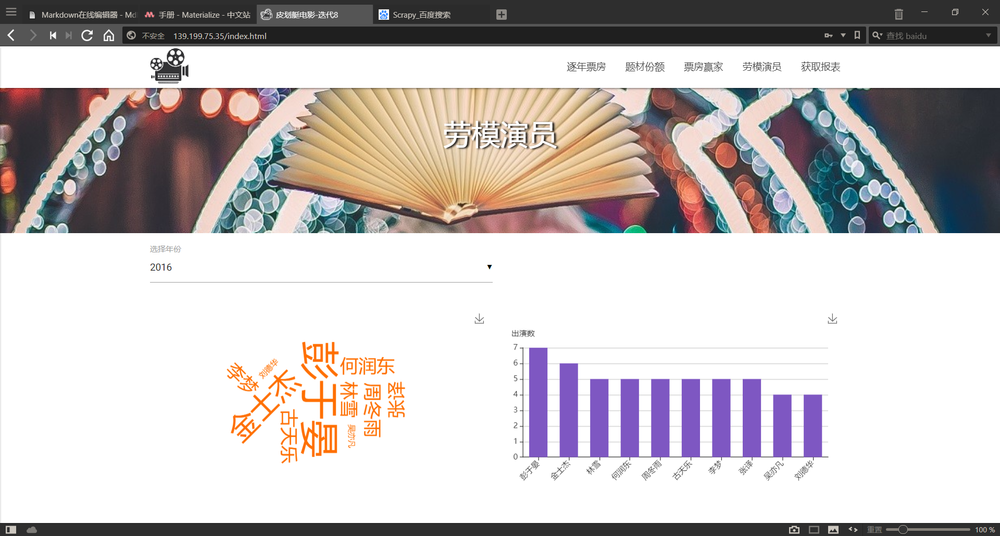 Markdown在线编辑器 - Md
手册 - Materialize - 中文站
皮划艇电影-迭代8
Scrapy_百度搜索
不安全
139.199.75.35/index.html
查找 baidu
逐年票房
题材份额
票房赢家
劳模演员
获取报表
劳模演员
选择年份
2016
彭于晏
何润东
李梦
刘德华
金士杰
林雪
周冬雨
张译
古天乐
吴亦凡
出演数
7
6
5
4
3
2
1
0
彭于晏
金士杰
林雪
何润东
周冬雨
古天乐
李梦
张译
吴亦凡
刘德华
重置
100 %